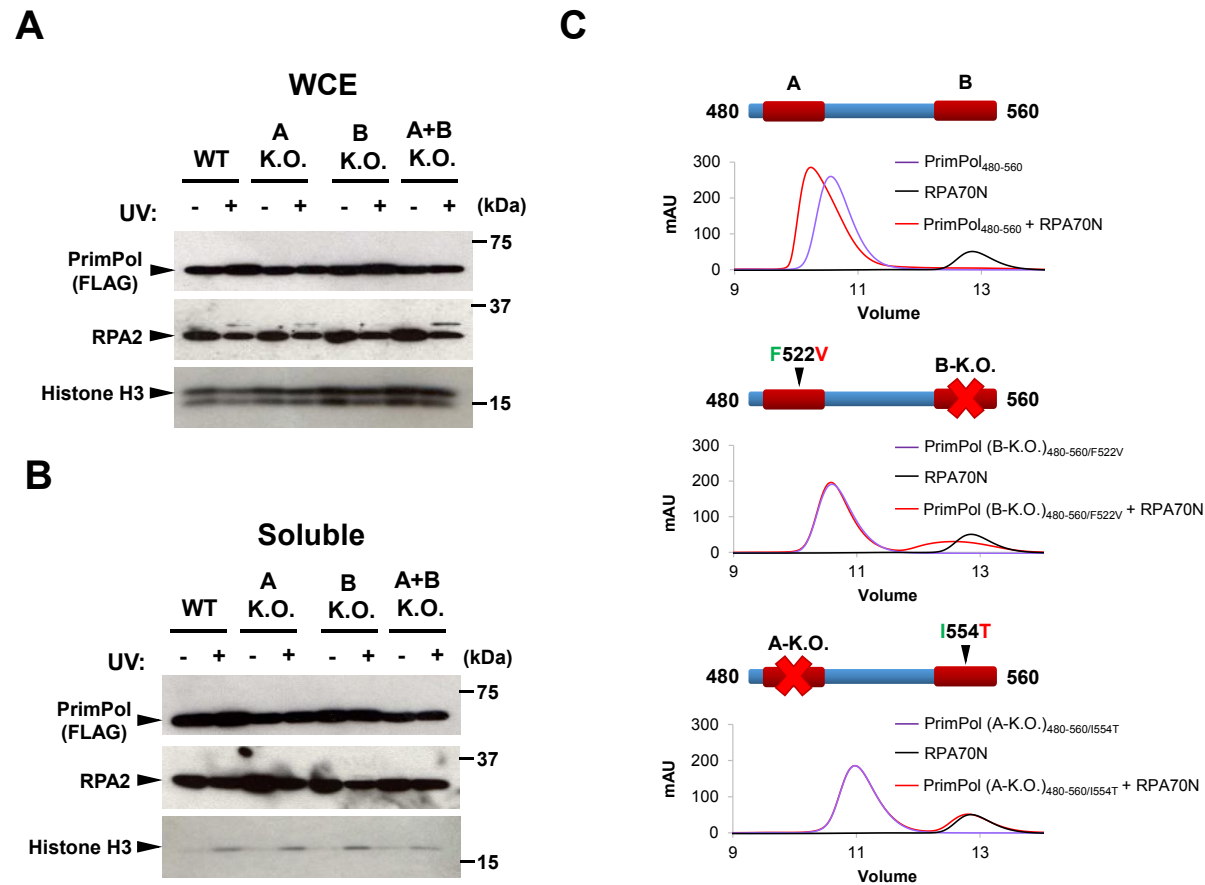 A
WCE
WT
A
K.O.
B
K.O.
A+B
K.O.
UV: - + - + - + - + (kDa)
PrimPol
(FLAG)
75
RPA2
37
Histone H3
15
B
Soluble
WT
A
K.O.
B
K.O.
A+B
K.O.
UV: - + - + - + - + (kDa)
PrimPol
(FLAG)
75
RPA2
37
Histone H3
15
C
A B
480 560
300
200
100
0
mAU
9 11 13
Volume
PrimPol480-560
RPA70N
PrimPol480-560 + RPA70N
F522V
B-K.O.
480 560
300
200
100
0
mAU
9 11 13
Volume
PrimPol (B-K.O.)480-560/F522V
RPA70N
PrimPol (B-K.O.)480-560/F522V + RPA70N
A-K.O.
I554T
480 560
300
200
100
0
mAU
9 11 13
Volume
PrimPol (A-K.O.)480-560/I554T
RPA70N
PrimPol (A-K.O.)480-560/I554T + RPA70N